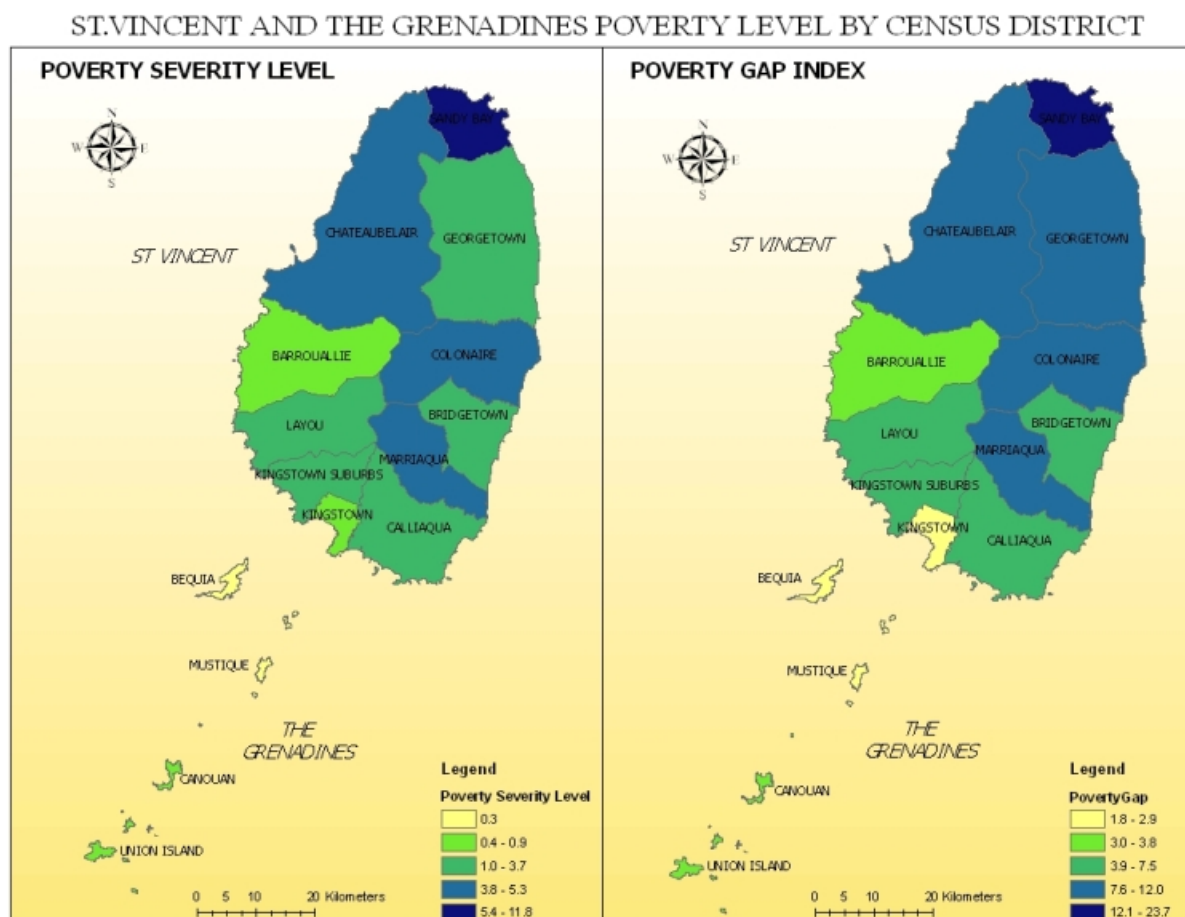 ST.VINCENT AND THE GRENADINES POVERTY LEVEL BY CENSUS DISTRICT
POVERTY SEVERITY LEVEL
N
W E
S
SANDY BAY
CHATEAUBELAIR
GEORGETOWN
ST VINCENT
BARROUALLIE
COLONAIRE
BRIDGETOWN
LAYOU
MARRIAQUA
KINGSTOWN SUBURBS
KINGSTOWN
CALLIAQUA
BEQUIA
MUSTIQUE
THE
GRENADINES
CANOUAN
UNION ISLAND
Legend
Poverty Severity Level
0.3
0.4 - 0.9
1.0 - 3.7
3.8 - 5.3
5.4 - 11.8
0 5 10 20 Kilometers
POVERTY GAP INDEX
N
W E
S
SANDY BAY
CHATEAUBELAIR
GEORGETOWN
ST VINCENT
BARROUALLIE
COLONAIRE
BRIDGETOWN
LAYOU
MARRIAQUA
KINGSTOWN SUBURBS
KINGSTOWN
CALLIAQUA
BEQUIA
MUSTIQUE
THE
GRENADINES
CANOUAN
UNION ISLAND
Legend
PovertyGap
1.8 - 2.9
3.0 - 3.8
3.9 - 7.5
7.6 - 12.0
12.1 - 23.7
0 5 10 20 Kilometers